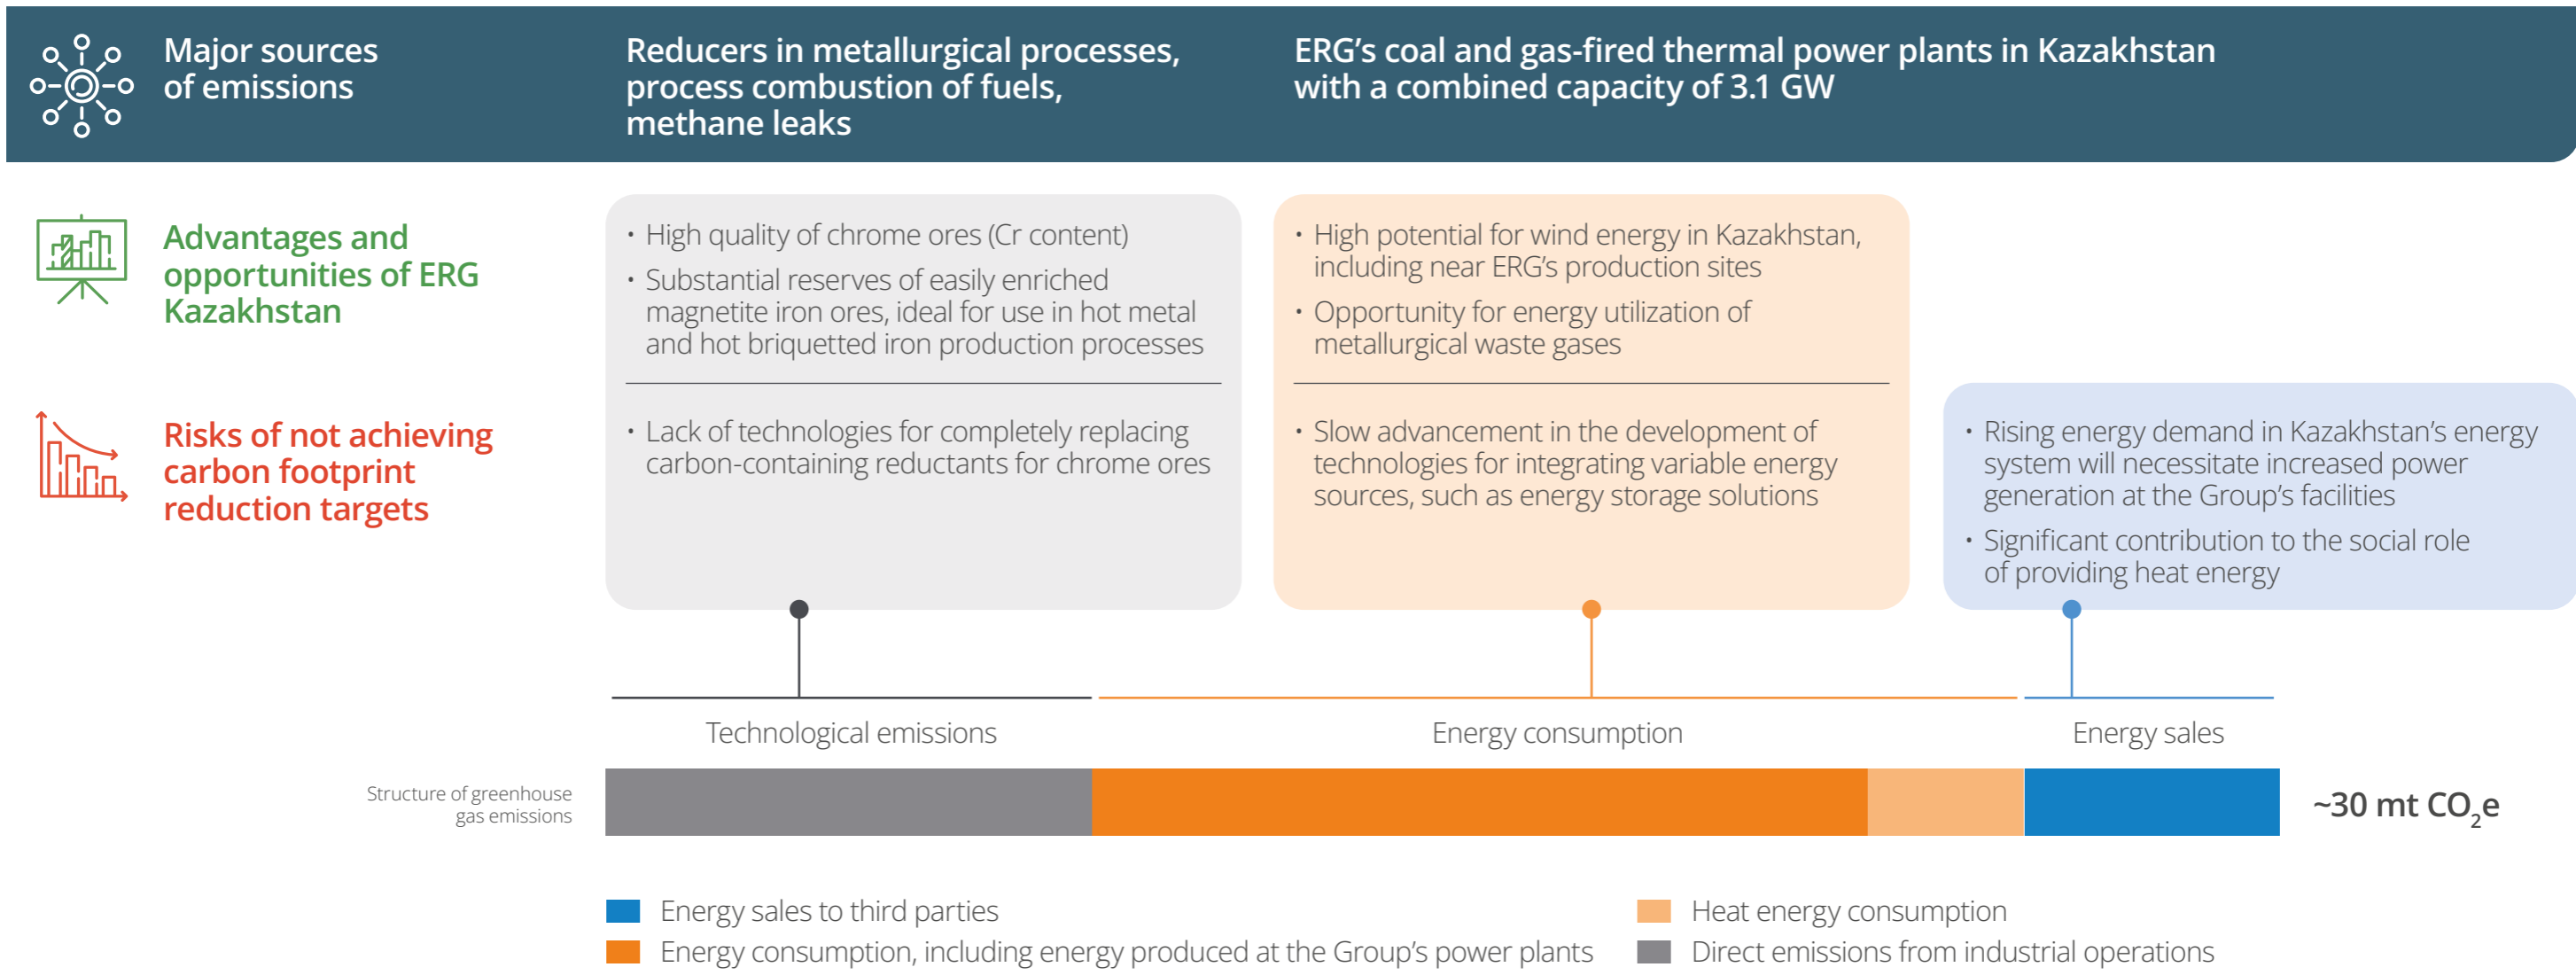 Major sources
of emissions
Reducers in metallurgical processes,
process combustion of fuels,
methane leaks
ERG's coal and gas-fired thermal power plants in Kazakhstan
with a combined capacity of 3.1 GW
Advantages and
opportunities of ERG
Kazakhstan
• High quality of chrome ores (Cr content)
• Substantial reserves of easily enriched
magnetite iron ores, ideal for use in hot metal
and hot briquetted iron production processes
• High potential for wind energy in Kazakhstan,
including near ERG's production sites
• Opportunity for energy utilization of
metallurgical waste gases
Risks of not achieving
carbon footprint
reduction targets
• Lack of technologies for completely replacing
carbon-containing reductants for chrome ores
• Slow advancement in the development of
technologies for integrating variable energy
sources, such as energy storage solutions
• Rising energy demand in Kazakhstan's energy
system will necessitate increased power
generation at the Group's facilities
• Significant contribution to the social role
of providing heat energy
Technological emissions
Energy consumption
Energy sales
Structure of greenhouse
gas emissions
~30 mt CO₂e
Energy sales to third parties
Energy consumption, including energy produced at the Group's power plants
Heat energy consumption
Direct emissions from industrial operations